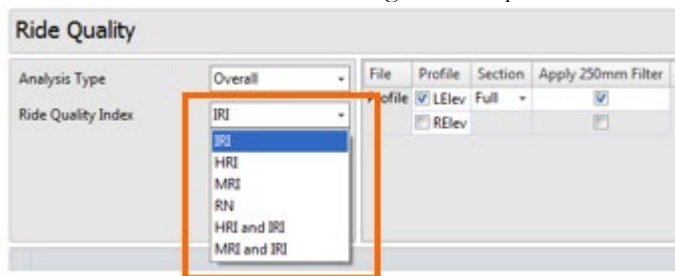 Ride Quality
Analysis Type Overall File Profile Section Apply 250mm Filter
Ride Quality Index IRI Profile LElev Full
RElev
IRI
HRI
MRI
RN
HRI and IRI
MRI and IRI